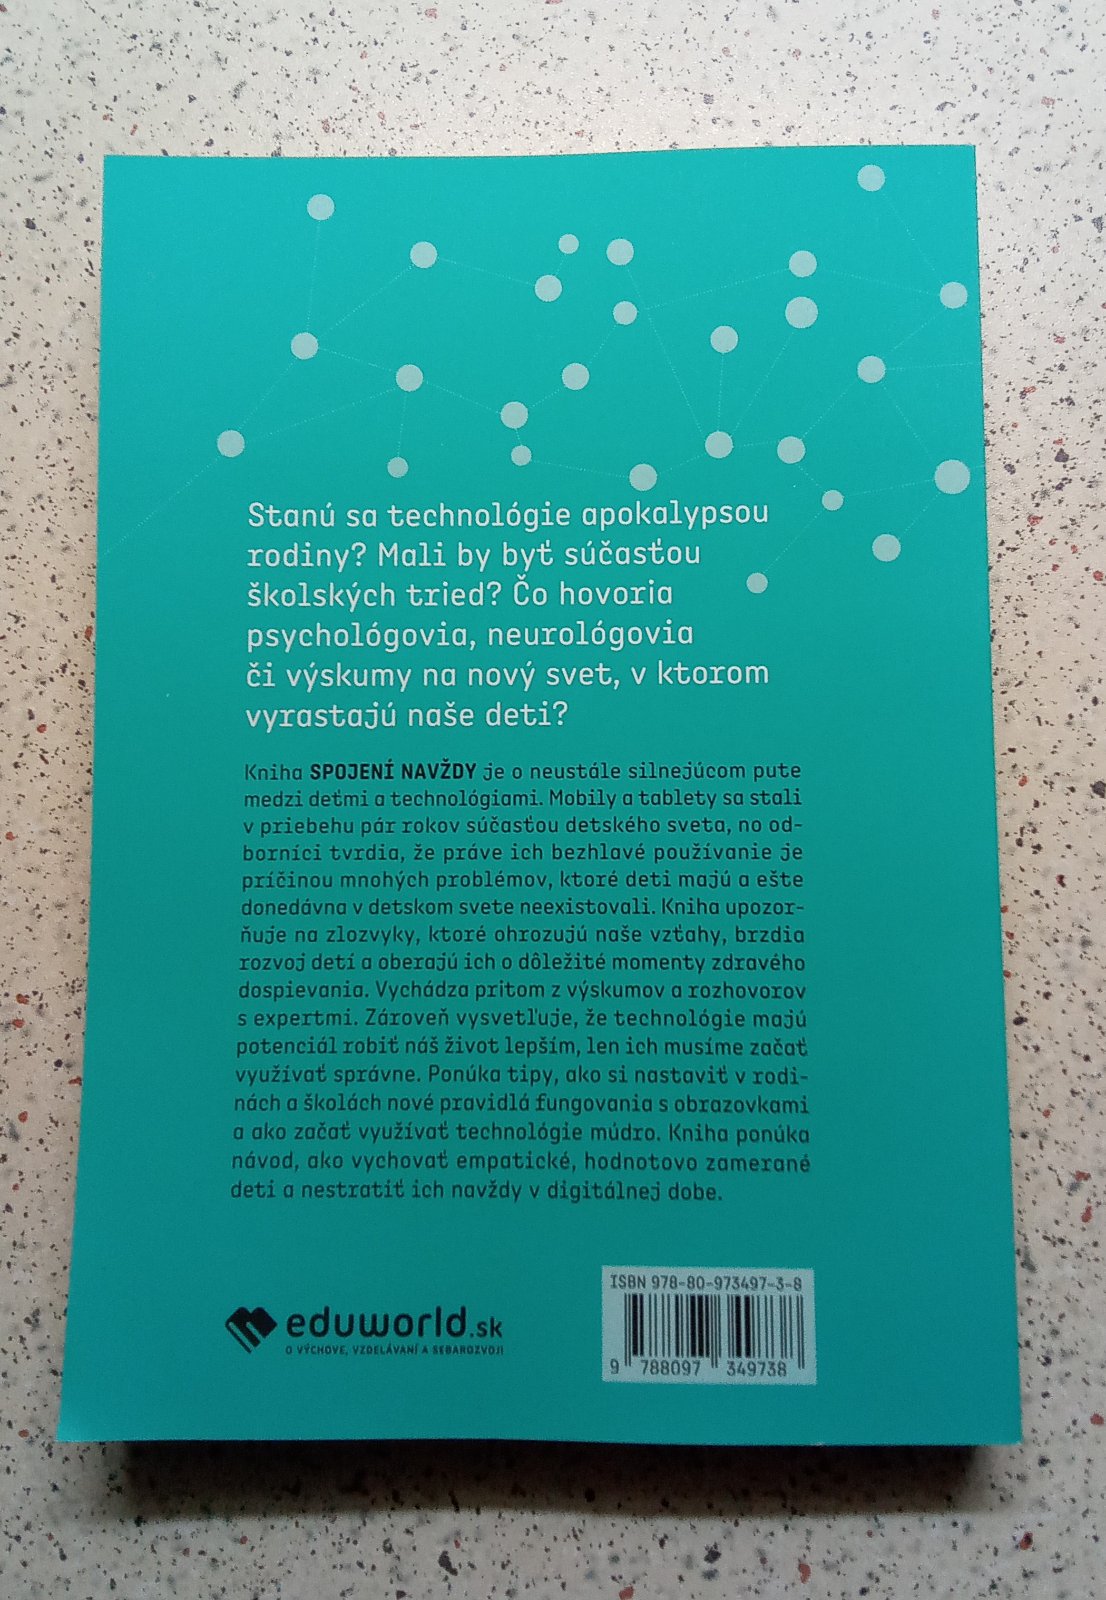 Stanú sa technológie apokalypsou
rodiny? Mali by byť súčasťou
školských tried? Čo hovoria
psychológovia, neurológovia
či výskumy na nový svet, v ktorom
vyrastajú naše deti?
Kniha SPOJENÍ NAVŽDY je o neustále silnejúcom pute
medzi deťmi a technológiami. Mobily a tablety sa stali
v priebehu pár rokov súčasťou detského sveta, no od-
borníci tvrdia, že práve ich bezhlavé používanie je
príčinou mnohých problémov, ktoré deti majú a ešte
donedávna v detskom svete neexistovali. Kniha upozor-
ňuje na zlozvyky, ktoré ohrozujú naše vzťahy, brzdia
rozvoj detí a oberajú ich o dôležité momenty zdravého
dospievania. Vychádza pritom z výskumov a rozhovorov
s expertmi. Zároveň vysvetľuje, že technológie majú
potenciál robiť náš život lepším, len ich musíme začať
využívať správne. Ponúka tipy, ako si nastaviť v rodi-
nách a školách nové pravidlá fungovania s obrazovkami
a ako začať využívať technológie múdro. Kniha ponúka
návod, ako vychovať empatické, hodnotovo zamerané
deti a nestratiť ich navždy v digitálnej dobe.
eduworld.sk
O VÝCHOVE, VZDELÁVANÍ A SEBAROZVOJI
ISBN 978-80-973497-3-8
9 788097 349738